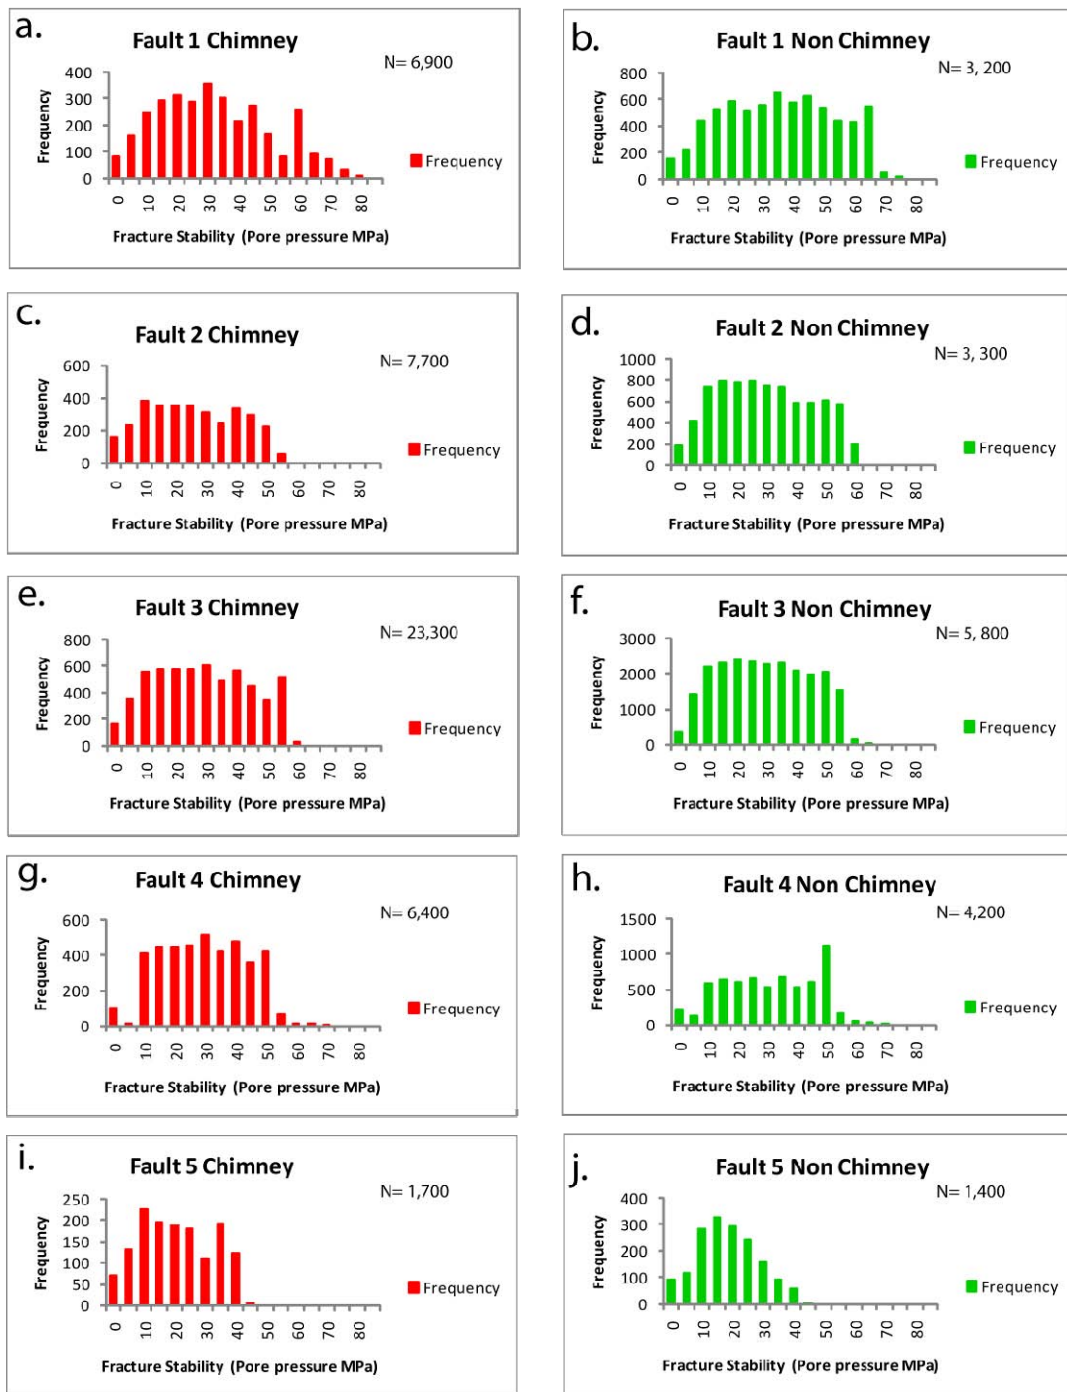 a.
Fault 1 Chimney
N= 6,900
400
300
200
100
0
Frequency
0
10
20
30
40
50
60
70
80
Fracture Stability (Pore pressure MPa)
Frequency
b.
Fault 1 Non Chimney
N= 3, 200
800
600
400
200
0
Frequency
0
10
20
30
40
50
60
70
80
Fracture Stability (Pore pressure MPa)
Frequency
c.
Fault 2 Chimney
N= 7,700
600
400
200
0
Frequency
0
10
20
30
40
50
60
70
80
Fracture Stability (Pore pressure MPa)
Frequency
d.
Fault 2 Non Chimney
N= 3, 300
1000
800
600
400
200
0
Frequency
0
10
20
30
40
50
60
70
80
Fracture Stability (Pore pressure MPa)
Frequency
e.
Fault 3 Chimney
N= 23,300
800
600
400
200
0
Frequency
0
10
20
30
40
50
60
70
80
Fracture Stability (Pore pressure MPa)
Frequency
f.
Fault 3 Non Chimney
N= 5, 800
3000
2000
1000
0
Frequency
0
10
20
30
40
50
60
70
80
Fracture Stability (Pore pressure MPa)
Frequency
g.
Fault 4 Chimney
N= 6,400
600
400
200
0
Frequency
0
10
20
30
40
50
60
70
80
Fracture Stability (Pore pressure MPa)
Frequency
h.
Fault 4 Non Chimney
N= 4,200
1500
1000
500
0
Frequency
0
10
20
30
40
50
60
70
80
Fracture Stability (Pore pressure MPa)
Frequency
i.
Fault 5 Chimney
N= 1,700
250
200
150
100
50
0
Frequency
0
10
20
30
40
50
60
70
80
Fracture Stability (Pore pressure MPa)
Frequency
j.
Fault 5 Non Chimney
N= 1,400
400
300
200
100
0
Frequency
0
10
20
30
40
50
60
70
80
Fracture Stability (Pore pressure MPa)
Frequency